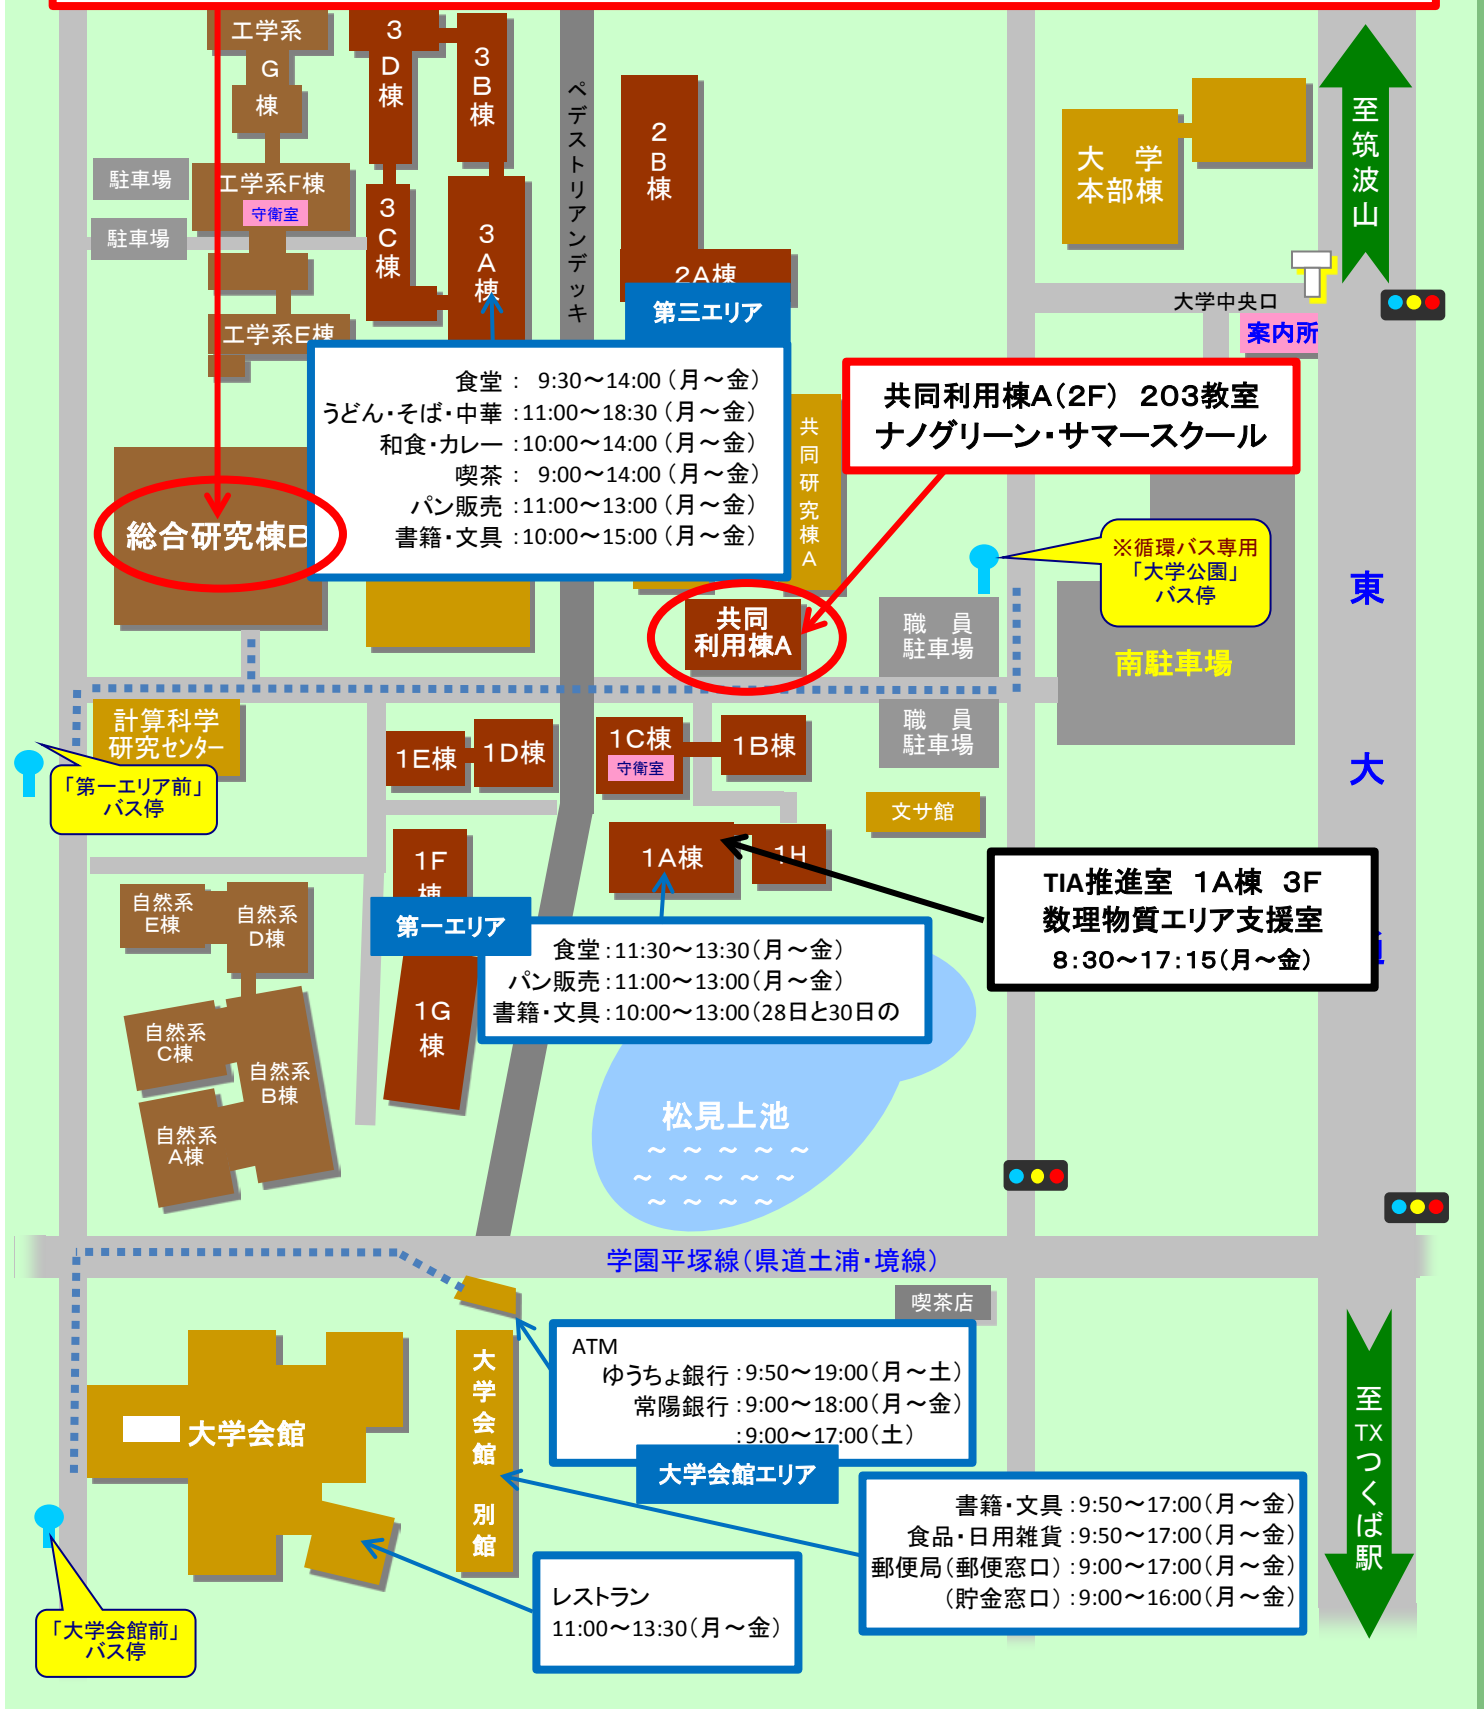 工学系
G
棟
3
D
棟
3
B
棟
ペデストリアンデッキ
2
B
棟
大　学
本部棟
至筑波山
駐車場
工学系F棟
守衛室
駐車場
3
C
棟
3
A
棟
2A棟
第三エリア
大学中央口
案内所
工学系E棟
食堂 : 9:30～14:00 (月～金)
うどん・そば・中華 : 11:00～18:30 (月～金)
和食・カレー : 10:00～14:00 (月～金)
喫茶 : 9:00～14:00 (月～金)
パン販売 : 11:00～13:00 (月～金)
書籍・文具 : 10:00～15:00 (月～金)
共同研究棟A
共同利用棟A(2F) 203教室
ナノグリーン・サマースクール
総合研究棟B
※循環バス専用
「大学公園」
バス停
共同
利用棟A
職　員
駐車場
南駐車場
東
大
計算科学
研究センター
1E棟
1D棟
1C棟
守衛室
1B棟
職　員
駐車場
「第一エリア前」
バス停
文サ館
1F
棟
1A棟
1H
TIA推進室 1A棟 3F
数理物質エリア支援室
8:30～17:15(月～金)
自然系
E棟
自然系
D棟
第一エリア
食堂 : 11:30～13:30(月～金)
パン販売 : 11:00～13:00(月～金)
書籍・文具 : 10:00～13:00(28日と30日の
1G
棟
自然系
C棟
自然系
B棟
自然系
A棟
松見上池
～ ～ ～ ～ ～
～ ～ ～ ～ ～
～ ～ ～ ～
学園平塚線(県道土浦・境線)
喫茶店
ATM
ゆうちょ銀行 : 9:50～19:00(月～土)
常陽銀行 : 9:00～18:00(月～金)
: 9:00～17:00(土)
大学会館エリア
大学会館　別館
大学会館
至TXつくば駅
書籍・文具 : 9:50～17:00(月～金)
食品・日用雑貨 : 9:50～17:00(月～金)
郵便局(郵便窓口) : 9:00～17:00(月～金)
(貯金窓口) : 9:00～16:00(月～金)
レストラン
11:00～13:30(月～金)
「大学会館前」
バス停